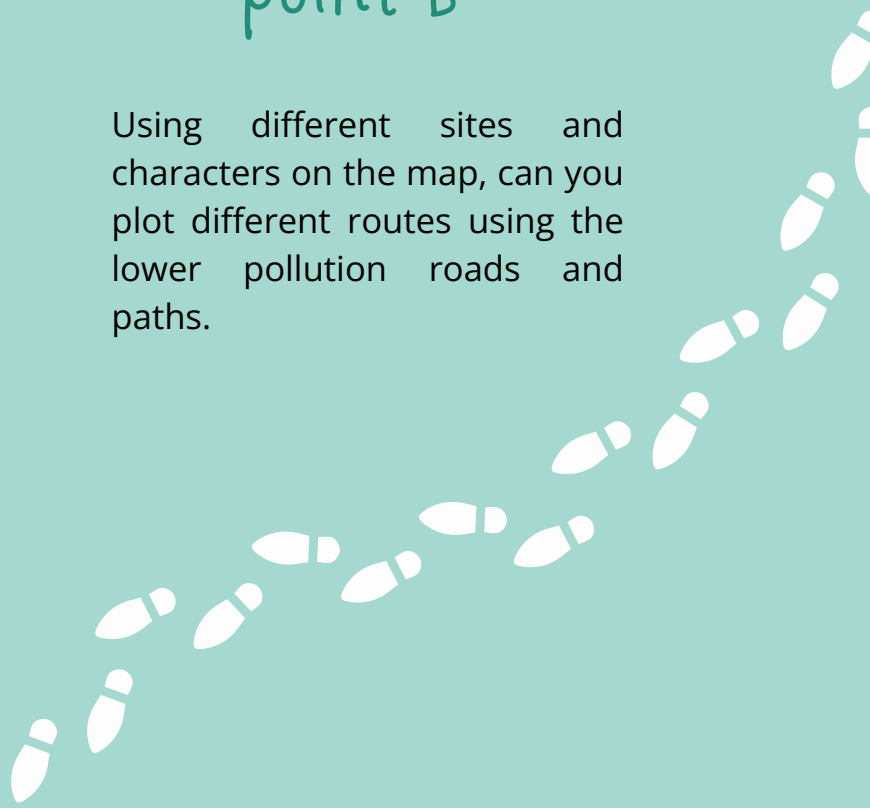 point B
Using different sites and
characters on the map, can you
plot different routes using the
lower pollution roads and
paths.